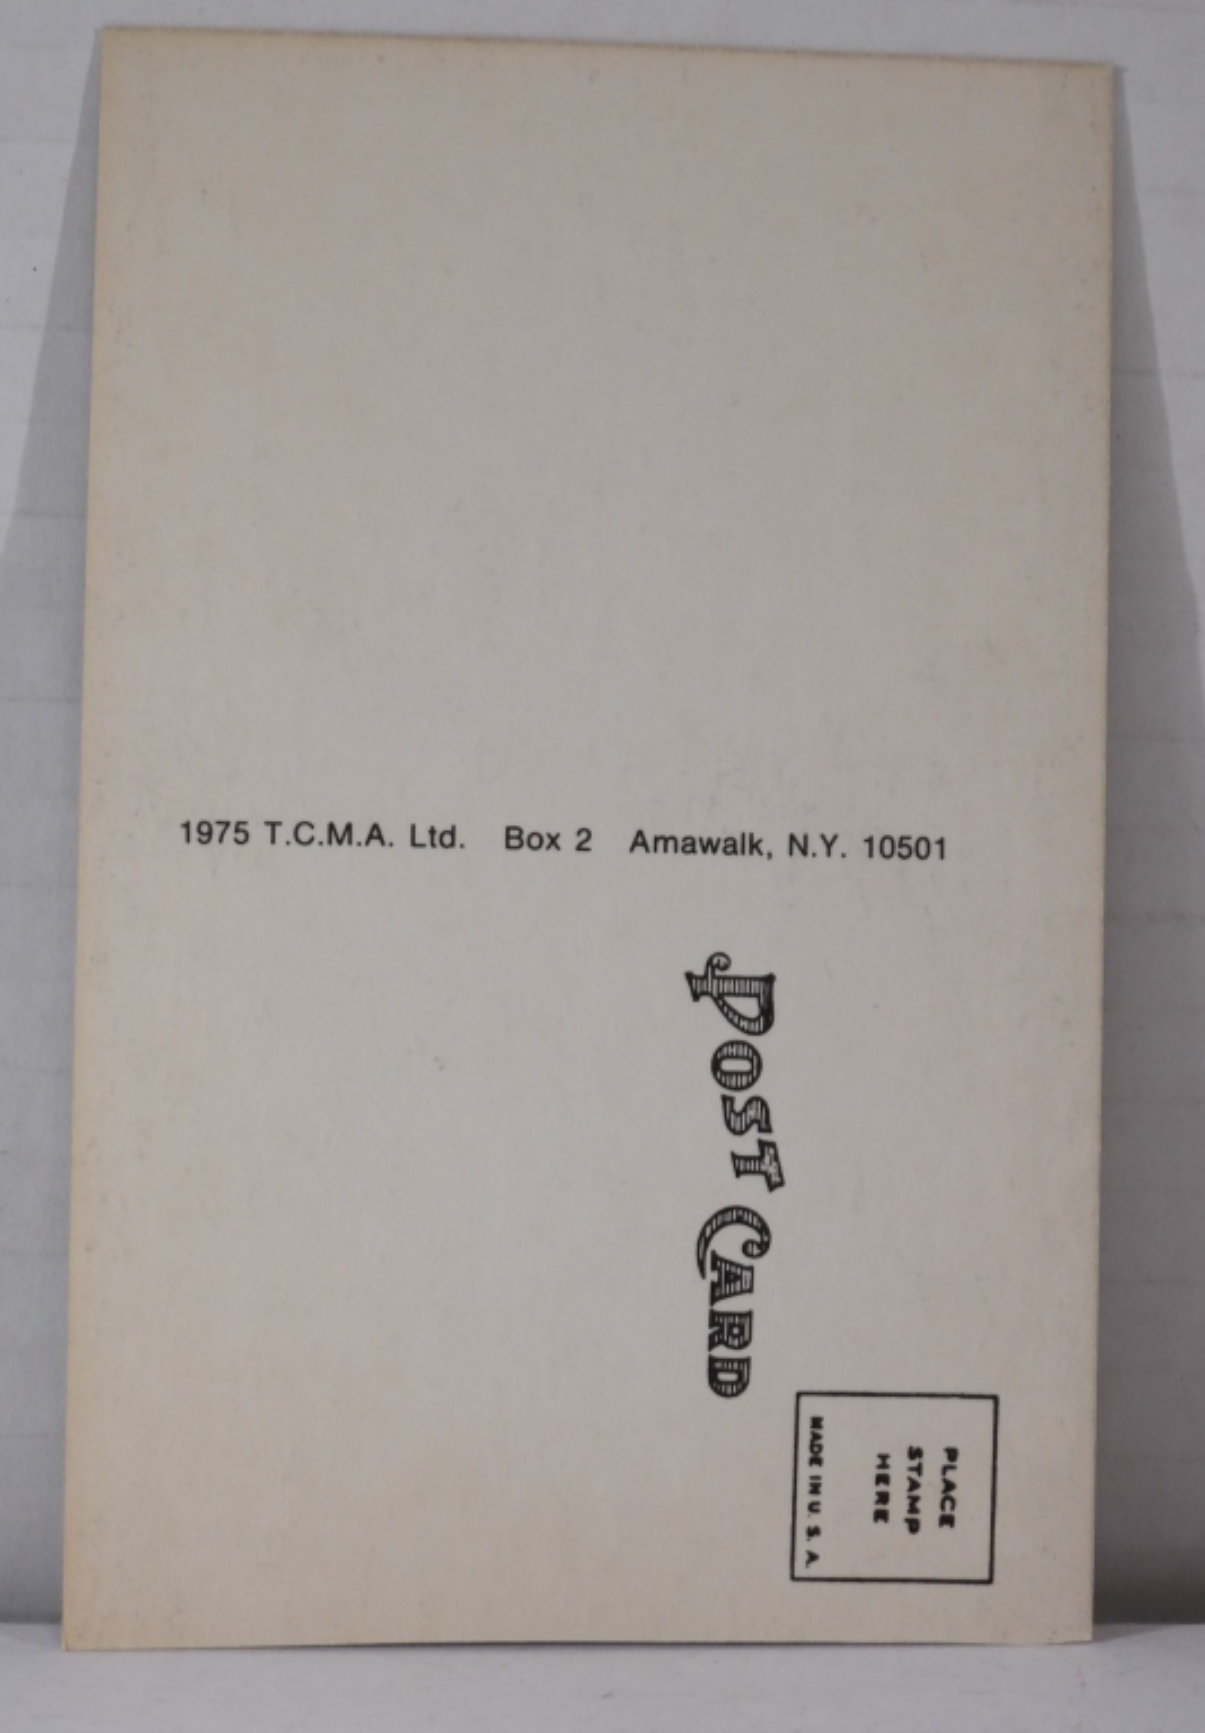 1975 T.C.M.A. Ltd. Box 2 Amawalk, N.Y. 10501
POST CARD
PLACE
STAMP
HERE
MADE IN U. S. A.